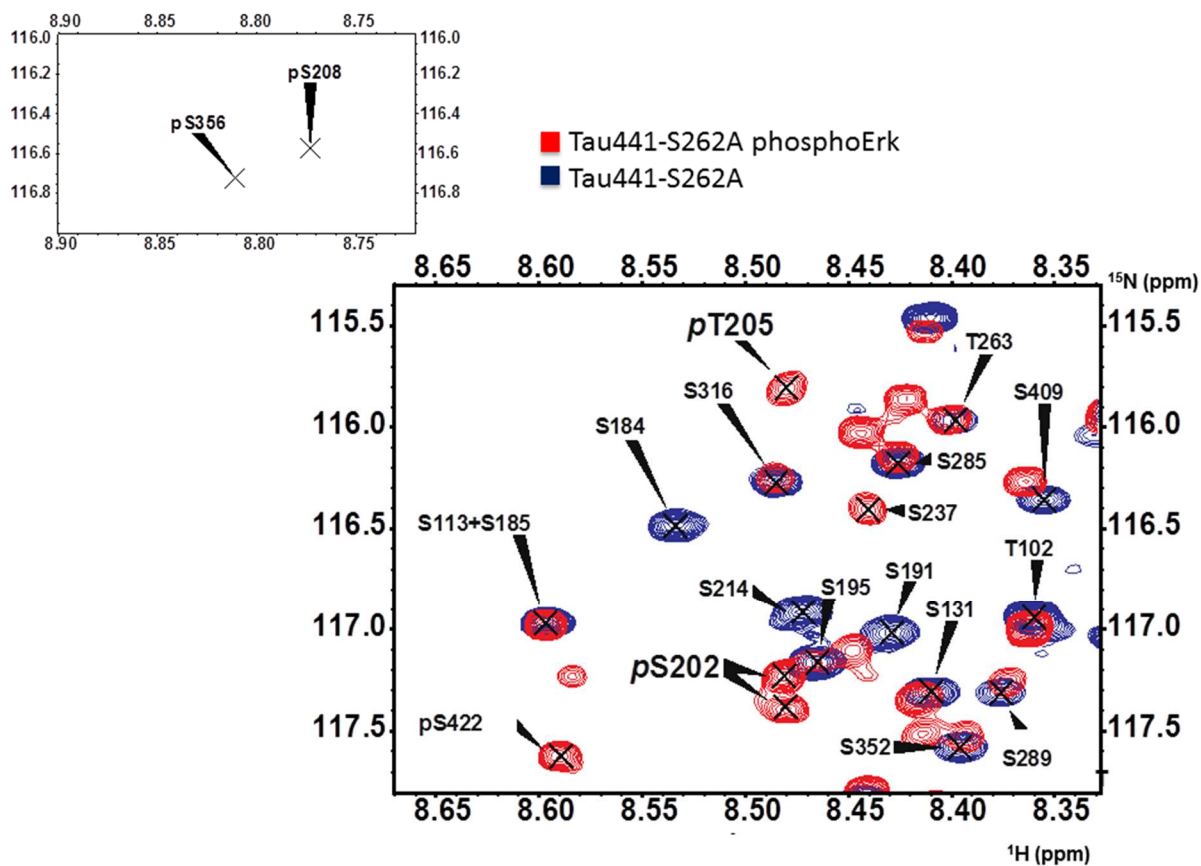 8.90 8.85 8.80 8.75
116.0 116.0
116.2 116.2
116.4 116.4
116.6 116.6
116.8 116.8
8.90 8.85 8.80 8.75
pS208
pS356
Tau441-S262A phosphoErk
Tau441-S262A
8.65 8.60 8.55 8.50 8.45 8.40 8.35
¹⁵N (ppm)
115.5 115.5
116.0 116.0
116.5 116.5
117.0 117.0
117.5 117.5
pT205
T263
S316
S409
S184
S285
S237
S113+S185
T102
S191
S214
S195
S131
pS202
pS422
S352
S289
8.65 8.60 8.55 8.50 8.45 8.40 8.35
¹H (ppm)